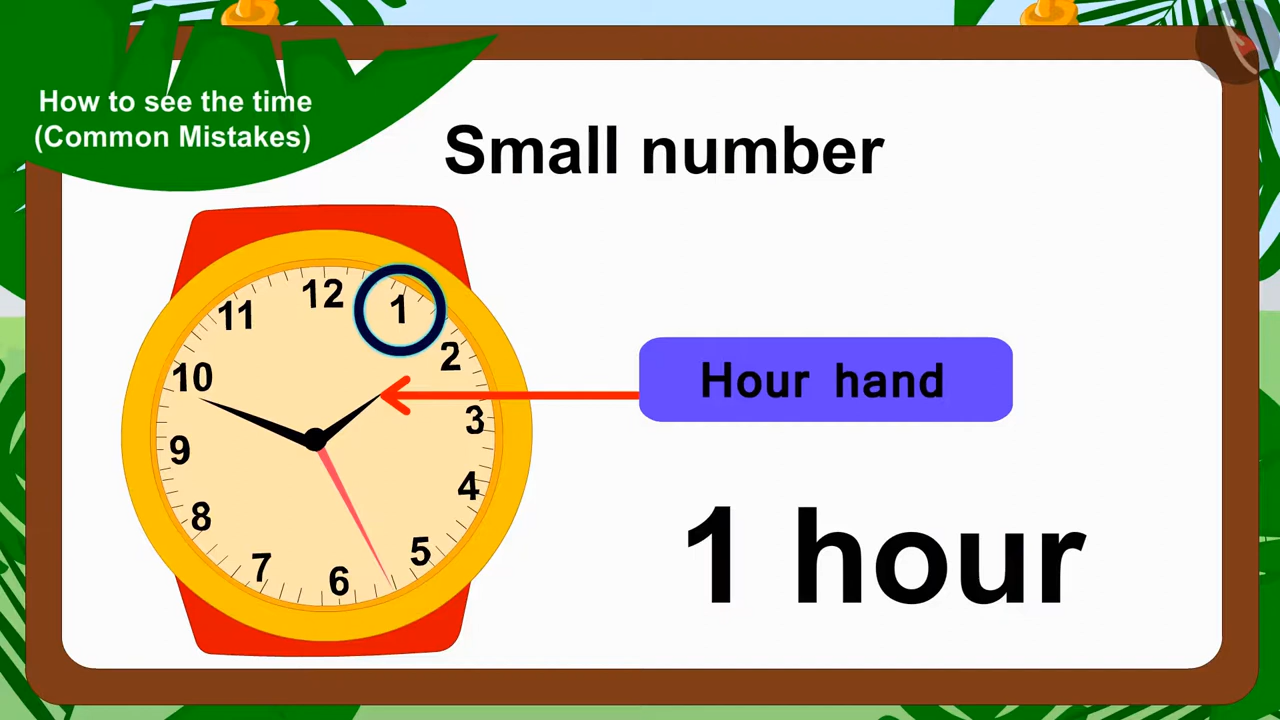 How to see the time
(Common Mistakes)
Small number
12
1
2
3
4
5
6
7
8
9
10
11
Hour hand
1 hour